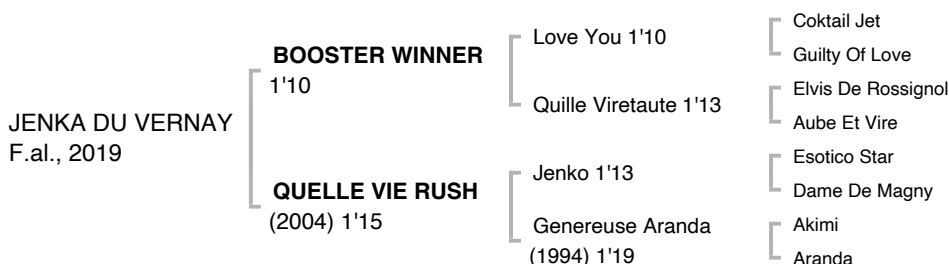 JENKA DU VERNAY
F.al., 2019
BOOSTER WINNER
1'10
QUELLE VIE RUSH
(2004) 1'15
Love You 1'10
Quille Viretaute 1'13
Jenko 1'13
Genereuse Aranda
(1994) 1'19
Coktail Jet
Guilty Of Love
Elvis De Rossignol
Aube Et Vire
Esotico Star
Dame De Magny
Akimi
Aranda